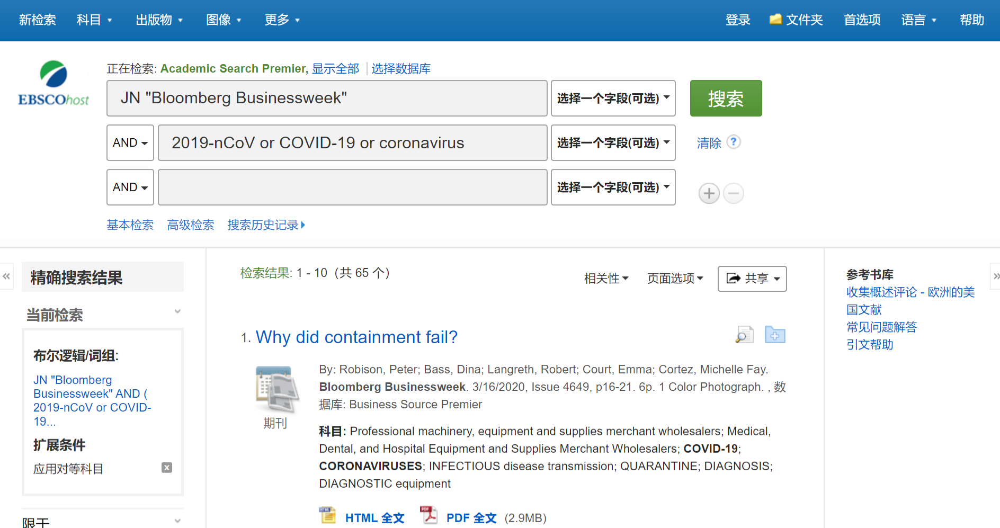 新检索 科目 出版物 图像 更多 登录 文件夹 首选项 语言 帮助
EBSCOhost
正在检索: Academic Search Premier, 显示全部 选择数据库
JN "Bloomberg Businessweek" 选择一个字段(可选) 搜索
AND 2019-nCoV or COVID-19 or coronavirus 选择一个字段(可选) 清除 ?
AND 选择一个字段(可选)
基本检索 高级检索 搜索历史记录
精确搜索结果
当前检索
布尔逻辑/词组:
JN "Bloomberg
Businessweek" AND (
2019-nCoV or COVID-
19...
扩展条件
应用对等科目 x
限于
检索结果: 1 - 10（共 65 个）
相关性 页面选项 共享
1. Why did containment fail?
期刊
By: Robison, Peter; Bass, Dina; Langreth, Robert; Court, Emma; Cortez, Michelle Fay.
Bloomberg Businessweek. 3/16/2020, Issue 4649, p16-21. 6p. 1 Color Photograph. , 数
据库: Business Source Premier
科目: Professional machinery, equipment and supplies merchant wholesalers; Medical,
Dental, and Hospital Equipment and Supplies Merchant Wholesalers; COVID-19;
CORONAVIRUSES; INFECTIOUS disease transmission; QUARANTINE; DIAGNOSIS;
DIAGNOSTIC equipment
HTML HTML 全文 PDF PDF 全文 (2.9MB)
参考书库
收集概述评论 - 欧洲的美
国文献
常见问题解答
引文帮助